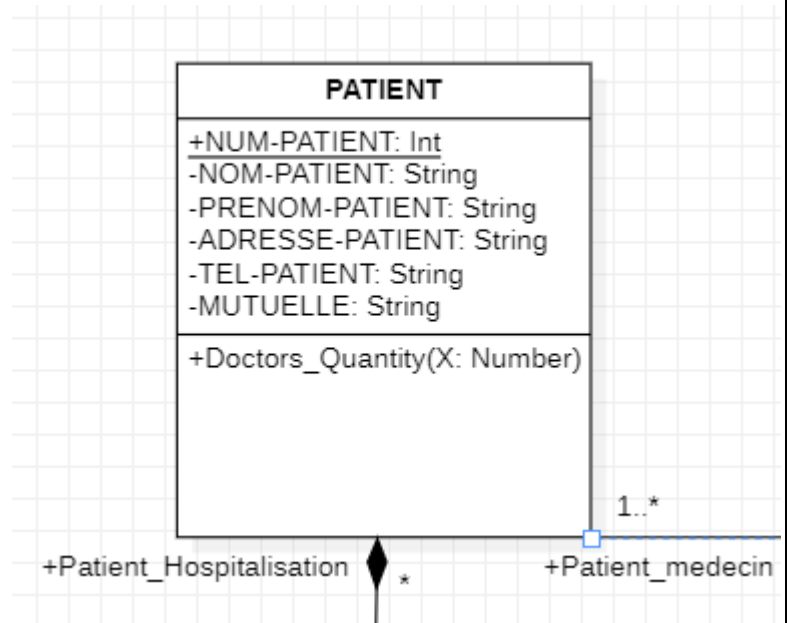 PATIENT
+NUM-PATIENT: Int
-NOM-PATIENT: String
-PRENOM-PATIENT: String
-ADRESSE-PATIENT: String
-TEL-PATIENT: String
-MUTUELLE: String
+Doctors_Quantity(X: Number)
1..*
+Patient_Hospitalisation
*
+Patient_medecin